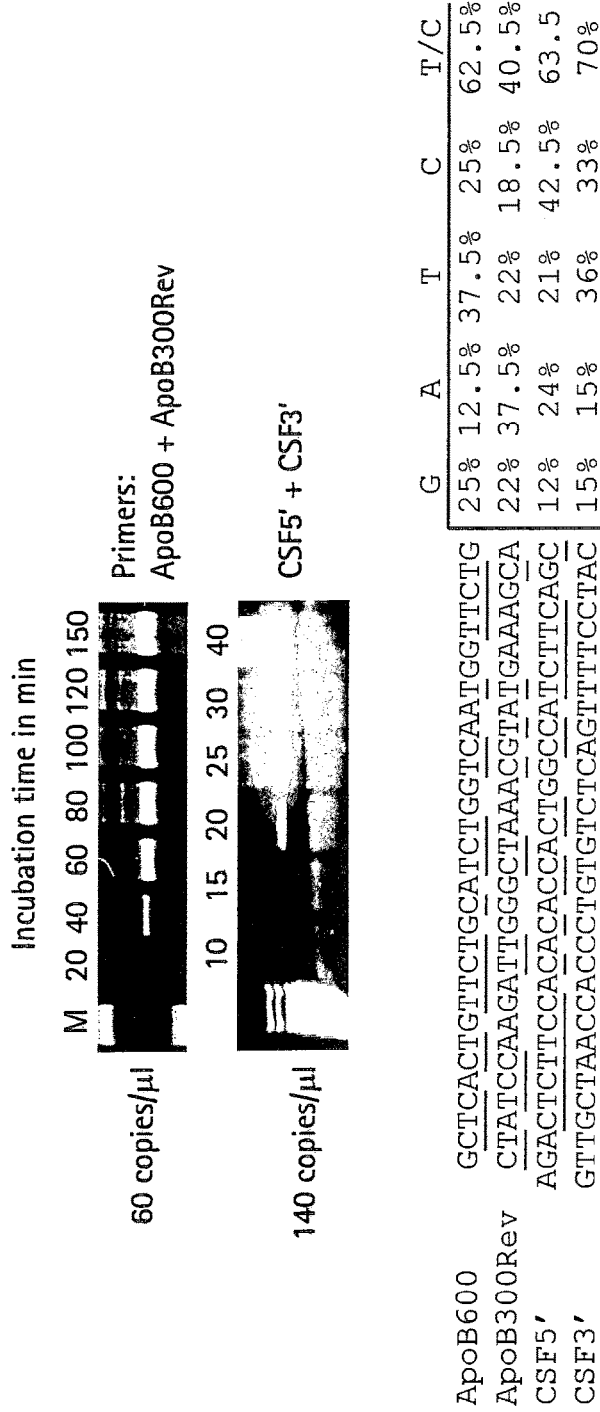 Incubation time in min
M 20 40 60 80 100 120 150
Primers:
60 copies/µl ApoB600 + ApoB300Rev
10 15 20 25 30 40
140 copies/µl CSF5' + CSF3'
G A T C T/C
ApoB600 GCTCACTGTTCTGCATCTGGTCAATGGTTCTG 25% 12.5% 37.5% 25% 62.5%
ApoB300Rev CTATCCAAGATTGGGCTAAACGTATGAAAGCA 22% 37.5% 22% 18.5% 40.5%
CSF5' AGACTCTTCCACACACCACTGGCCATCTTCAGC 12% 24% 21% 42.5% 63.5
CSF3' GTTGCTAACCACCCTGTGTCTCAGTTTTCCTAC 15% 15% 36% 33% 70%